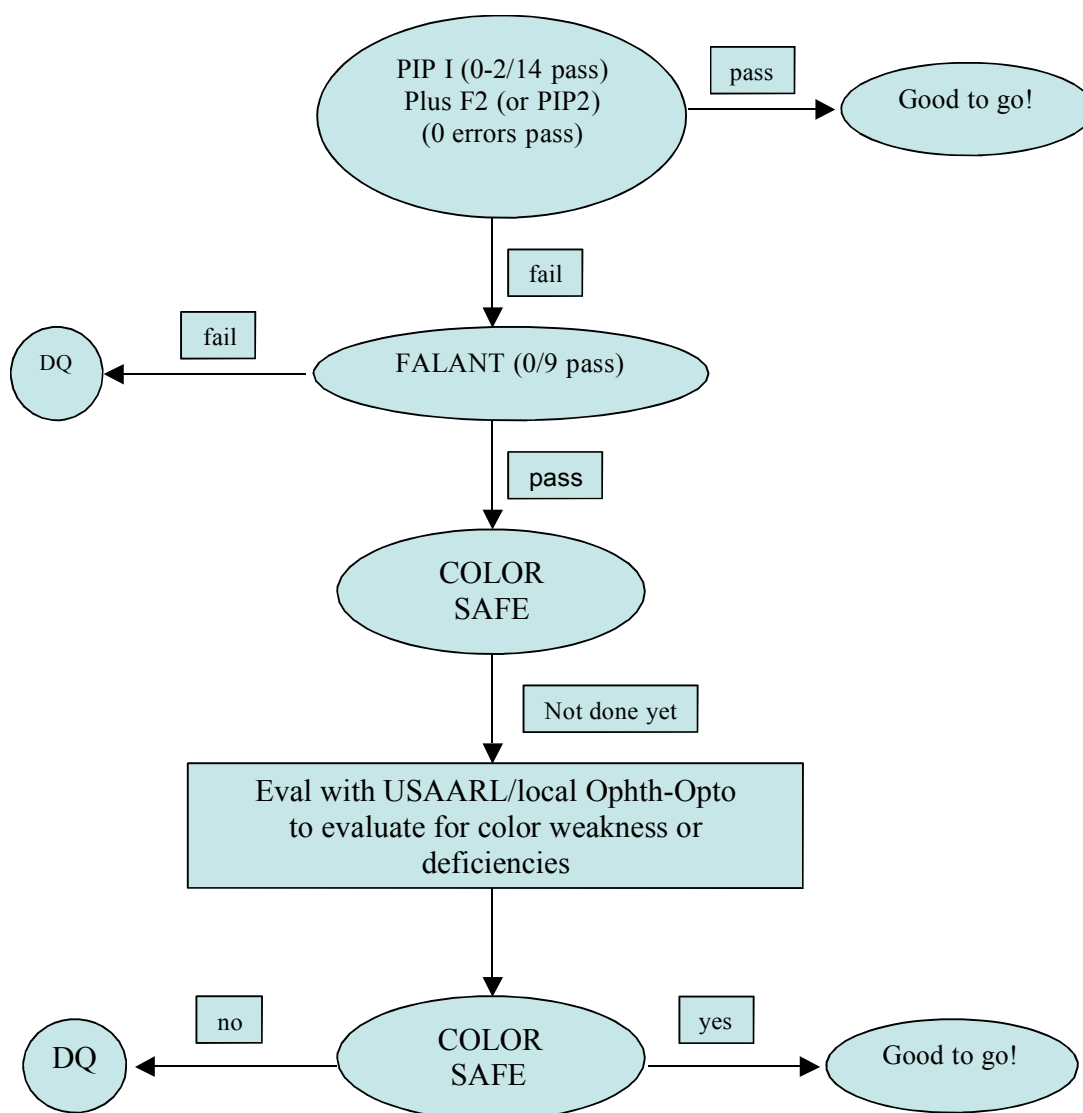 PIP I (0-2/14 pass)
Plus F2 (or PIP2)
(0 errors pass)
pass
Good to go!
fail
fail
DQ
FALANT (0/9 pass)
pass
COLOR
SAFE
Not done yet
Eval with USAARL/local Ophth-Opto
to evaluate for color weakness or
deficiencies
no
yes
DQ
COLOR
SAFE
Good to go!